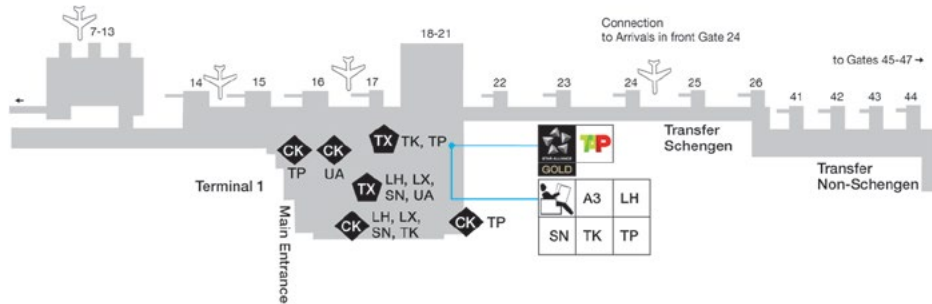 7-13
14
15
16
17
18-21
22
23
24
25
26
41
42
43
44
Connection
to Arrivals in front Gate 24
to Gates 45-47 →
←
CK
TP
CK
UA
TX
TK, TP
TX
LH, LX,
SN, UA
CK
LH, LX,
SN, TK
CK
TP
Terminal 1
Main Entrance
STAR ALLIANCE
GOLD
TAP
A3
LH
SN
TK
TP
Transfer
Schengen
Transfer
Non-Schengen